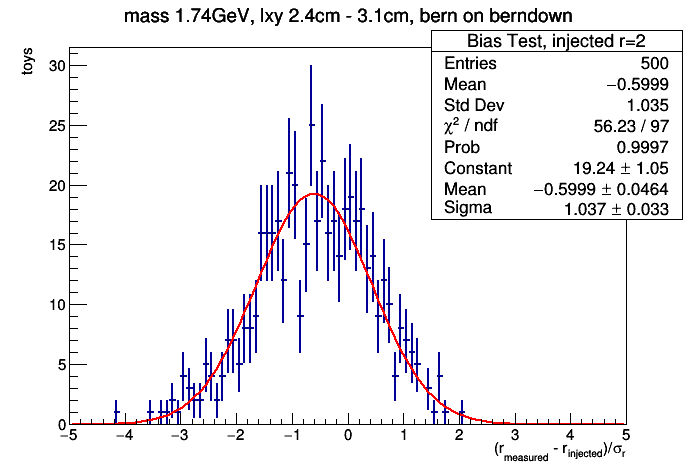 mass 1.74GeV, lxy 2.4cm - 3.1cm, bern on berndown
toys
Bias Test, injected r=2
Entries 500
Mean −0.5999
Std Dev 1.035
χ² / ndf 56.23 / 97
Prob 0.9997
Constant 19.24 ± 1.05
Mean −0.5999 ± 0.0464
Sigma 1.037 ± 0.033
30
25
20
15
10
5
0
−5 −4 −3 −2 −1 0 1 2 3 4 5
(r_measured - r_injected)/σ_r